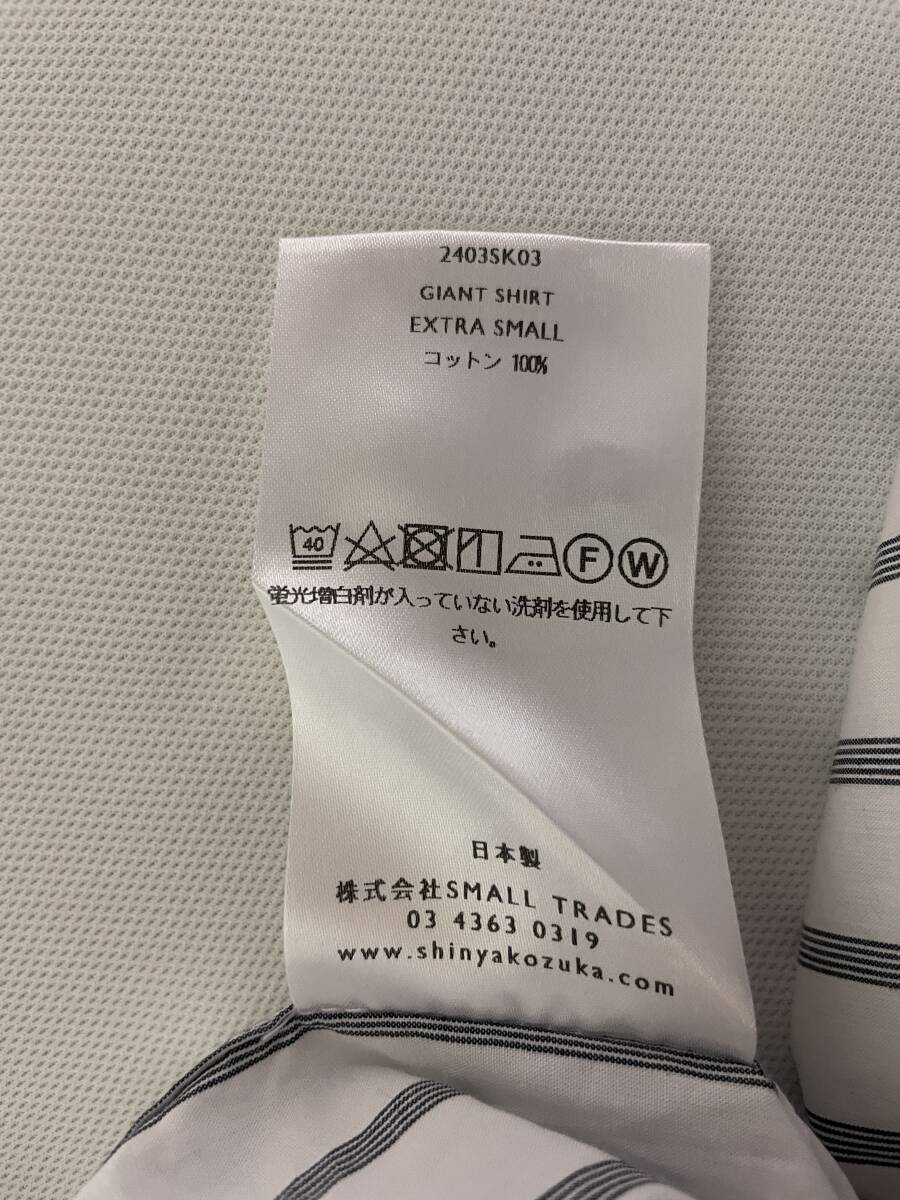 2403SK03
GIANT SHIRT
EXTRA SMALL
コットン 100%
40
F
W
蛍光増白剤が入っていない洗剤を使用して下
さい。
日本製
株式会社SMALL TRADES
03 4363 0319
www.shinyakozuka.com